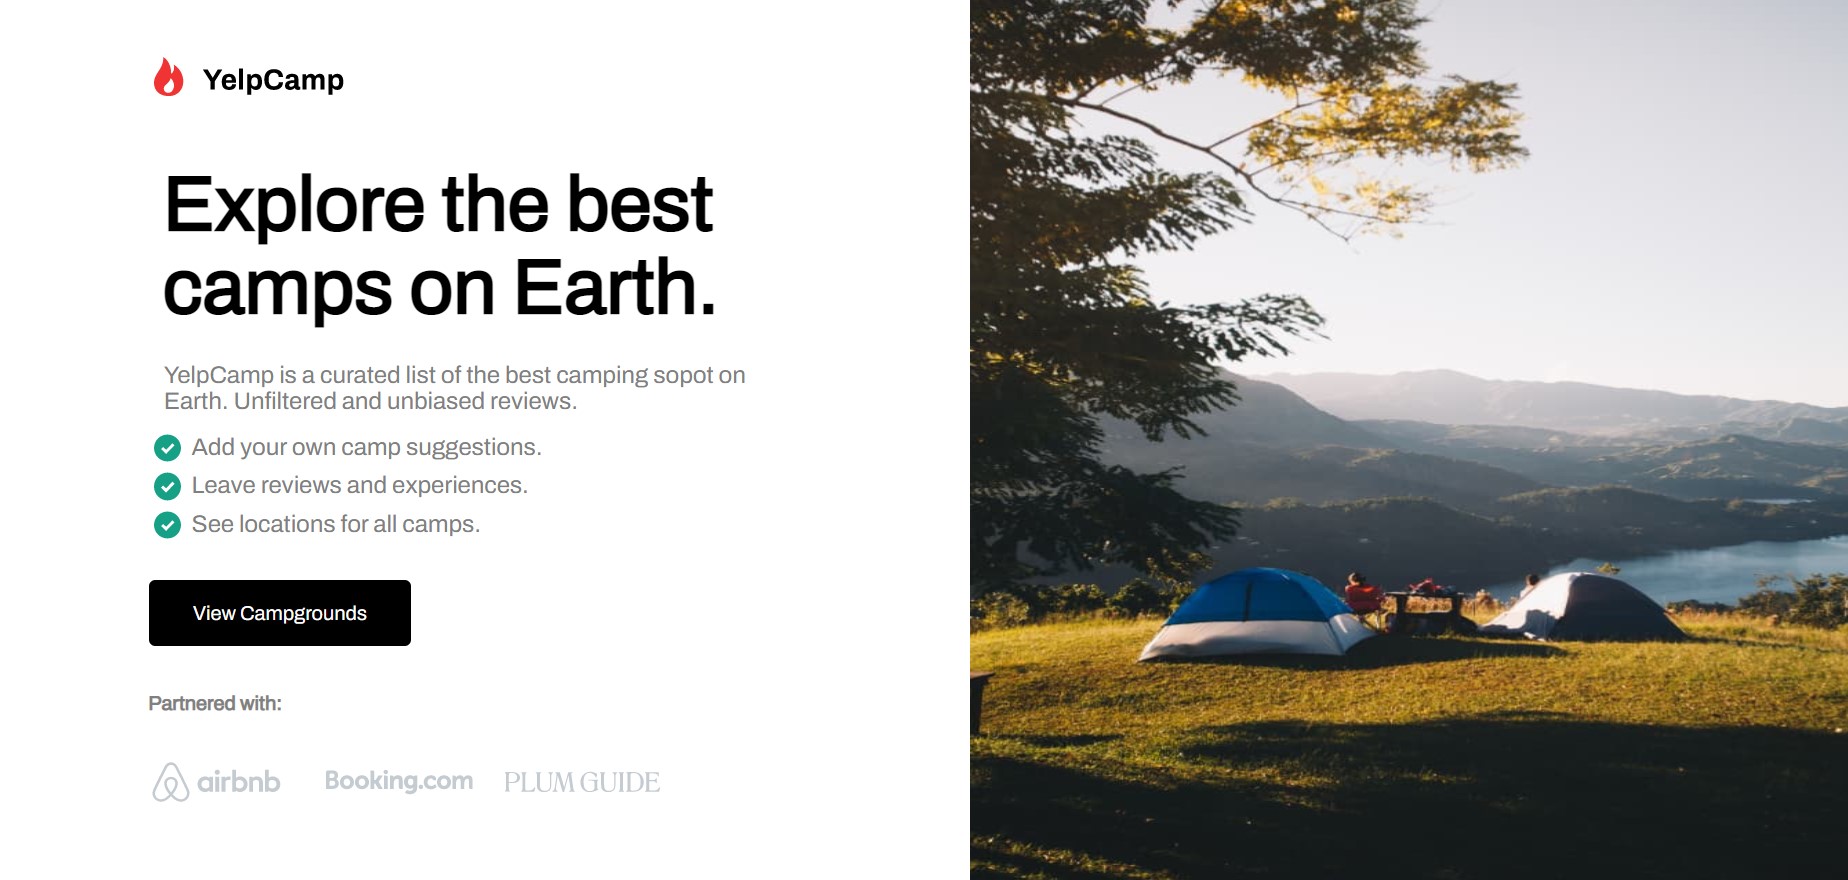 YelpCamp
Explore the best
camps on Earth.
YelpCamp is a curated list of the best camping sopot on
Earth. Unfiltered and unbiased reviews.
Add your own camp suggestions.
Leave reviews and experiences.
See locations for all camps.
View Campgrounds
Partnered with:
airbnb Booking.com PLUM GUIDE